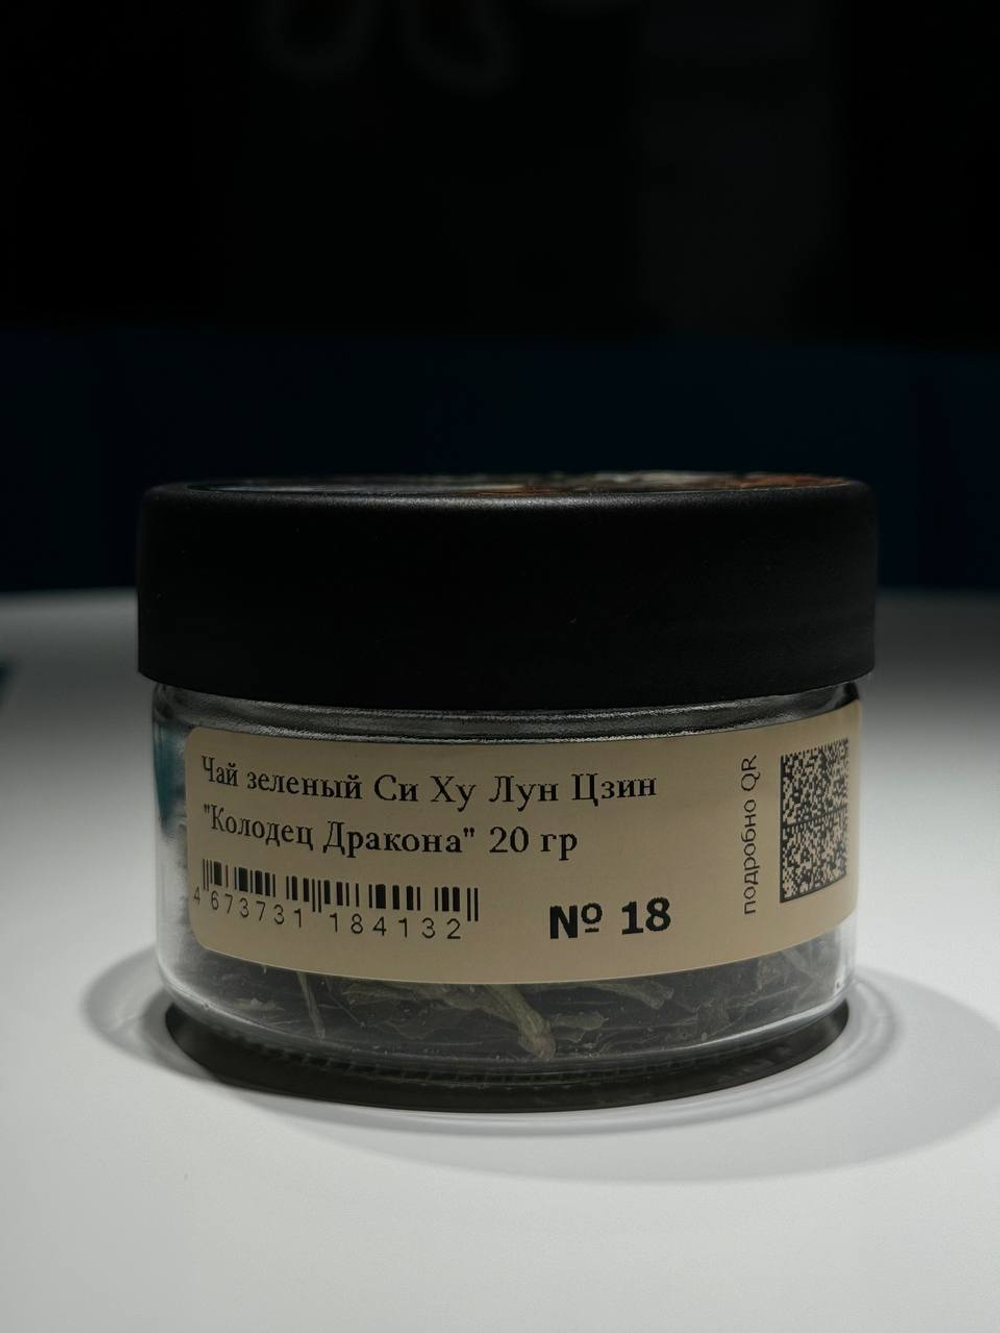 Чай зеленый Си Ху Лун Цзин
"Колодец Дракона" 20 гр
4 673731 184132
№ 18
подробно QR